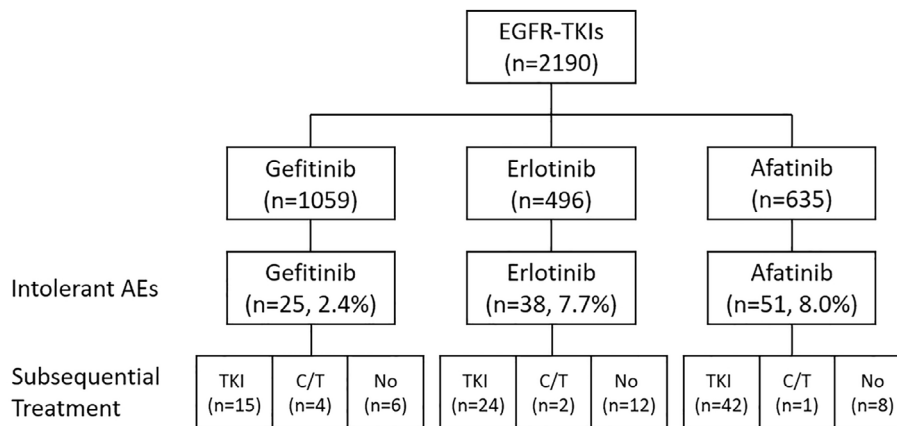 EGFR-TKIs
(n=2190)
Gefitinib
(n=1059)
Erlotinib
(n=496)
Afatinib
(n=635)
Intolerant AEs
Gefitinib
(n=25, 2.4%)
Erlotinib
(n=38, 7.7%)
Afatinib
(n=51, 8.0%)
Subsequential
Treatment
TKI
(n=15)
C/T
(n=4)
No
(n=6)
TKI
(n=24)
C/T
(n=2)
No
(n=12)
TKI
(n=42)
C/T
(n=1)
No
(n=8)